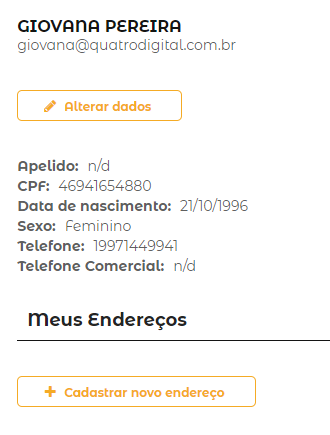 GIOVANA PEREIRA
giovana@quatrodigital.com.br
Alterar dados
Apelido: n/d
CPF: 46941654880
Data de nascimento: 21/10/1996
Sexo: Feminino
Telefone: 19971449941
Telefone Comercial: n/d
Meus Endereços
Cadastrar novo endereço